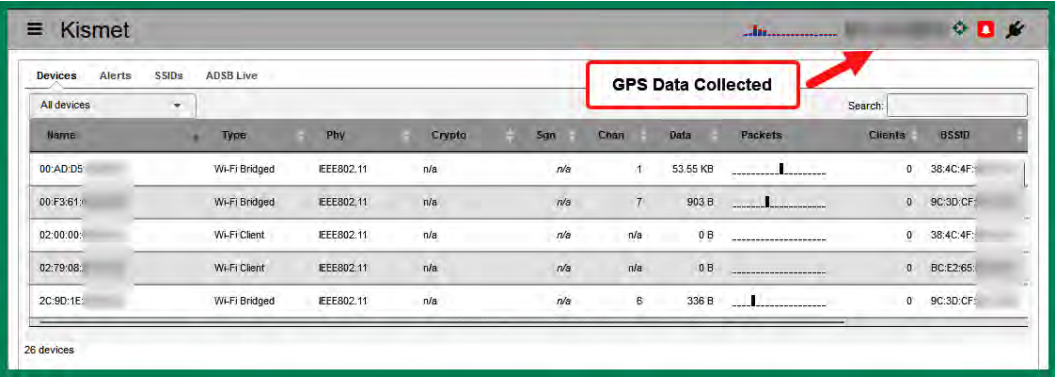 Kismet
Devices Alerts SSIDs ADSB Live
GPS Data Collected
All devices
Search:
Name Type Phy Crypto Sgn Chan Data Packets Clients BSSID
00:AD:D5: Wi-Fi Bridged IEEE802.11 n/a n/a 1 53.55 KB 0 38:4C:4F:
00:F3:61: Wi-Fi Bridged IEEE802.11 n/a n/a 7 903 B 0 9C:3D:CF:
02:00:00: Wi-Fi Client IEEE802.11 n/a n/a n/a 0 B 0 38:4C:4F:
02:79:08: Wi-Fi Client IEEE802.11 n/a n/a n/a 0 B 0 BC:E2:65:
2C:9D:1E: Wi-Fi Bridged IEEE802.11 n/a n/a 6 336 B 0 9C:3D:CF:
26 devices